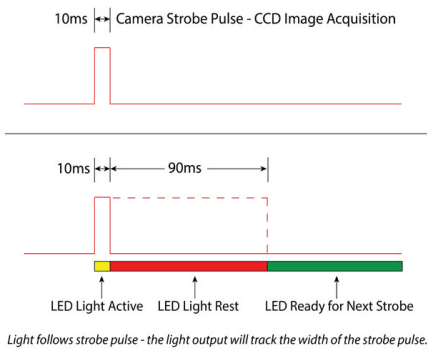 10ms Camera Strobe Pulse - CCD Image Acquisition
10ms 90ms
LED Light Active LED Light Rest LED Ready for Next Strobe
Light follows strobe pulse - the light output will track the width of the strobe pulse.